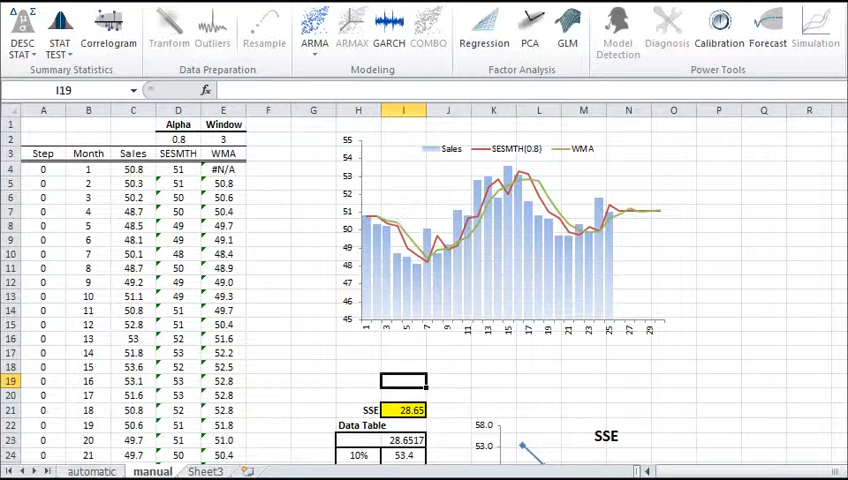 DESC STAT
STAT TEST
Correlogram
Tranform
Outliers
Resample
ARMA
ARMAX
GARCH
COMBO
Regression
PCA
GLM
Model Detection
Diagnosis
Calibration
Forecast
Simulation
Summary Statistics
Data Preparation
Modeling
Factor Analysis
Power Tools
I19
fx
A B C D E F G H I J K L M N O P Q R
1 Alpha Window
2 0.8 3
3 Step Month Sales SESMTH WMA
4 0 1 50.8 51 #N/A
5 0 2 50.3 51 50.8
6 0 3 50.2 50 50.6
7 0 4 48.7 50 50.4
8 0 5 48.5 49 49.7
9 0 6 48.1 49 49.1
10 0 7 50.1 48 48.4
11 0 8 48.7 50 48.9
12 0 9 49.2 49 49.0
13 0 10 51.1 49 49.3
14 0 11 50.8 51 49.7
15 0 12 52.8 51 50.4
16 0 13 53 52 51.6
17 0 14 51.8 53 52.2
18 0 15 53.6 52 52.5
19 0 16 53.1 53 52.8
20 0 17 51.6 53 52.8
21 0 18 50.8 52 52.8
22 0 19 50.6 51 51.8
23 0 20 49.7 51 51.0
24 0 21 49.7 50 50.4
Sales SESMTH(0.8) WMA
55
54
53
52
51
50
49
48
47
46
45
1 3 5 7 9 11 13 15 17 19 21 23 25 27 29
SSE 28.65
Data Table
28.6517
10% 53.4
SSE
58.0
53.0
automatic manual Sheet3